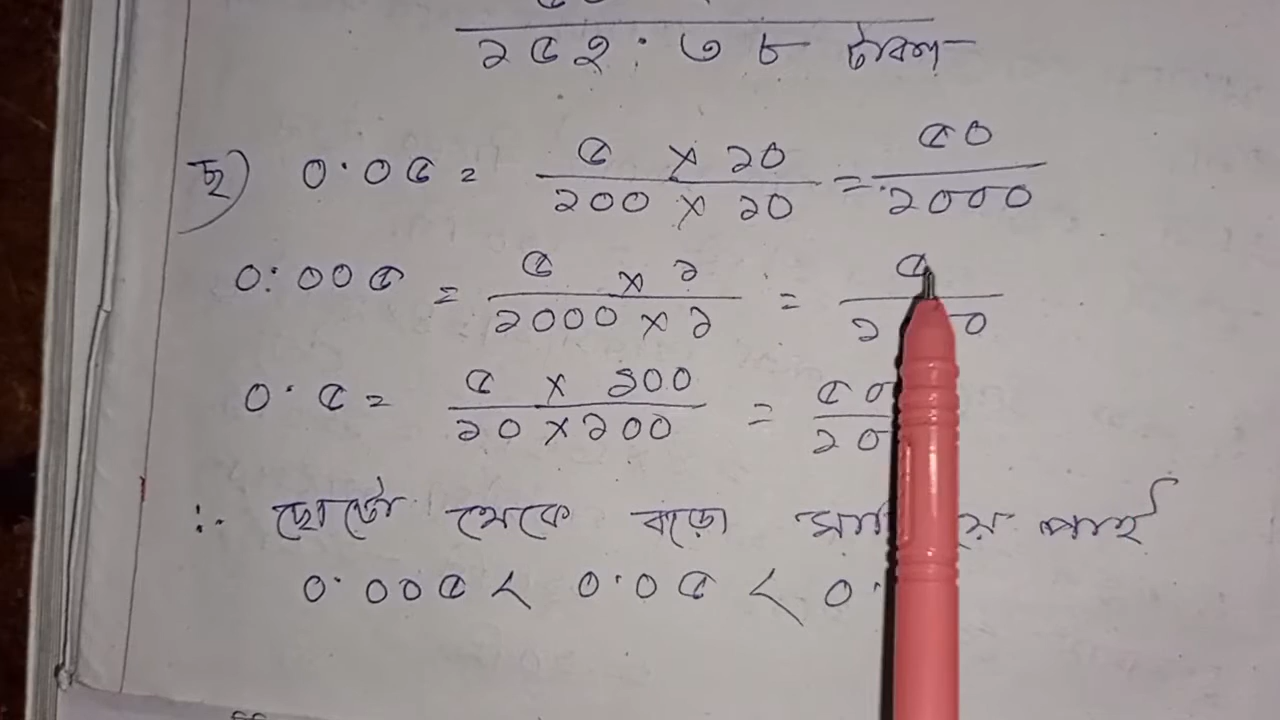 ১৫২.৩৮ টাকা
ছ) ০.০৫ = ৫ × ১০ / ১০০ × ১০ = ৫০ / ১০০০
০.০০৫ = ৫ × ১ / ১০০০ × ১ = ৫
০.৫ = ৫ × ১০০ / ১০ × ১০০ =
∴ ছোটো থেকে বড়ো পাই
০.০০৫ < ০.০৫ < ০.